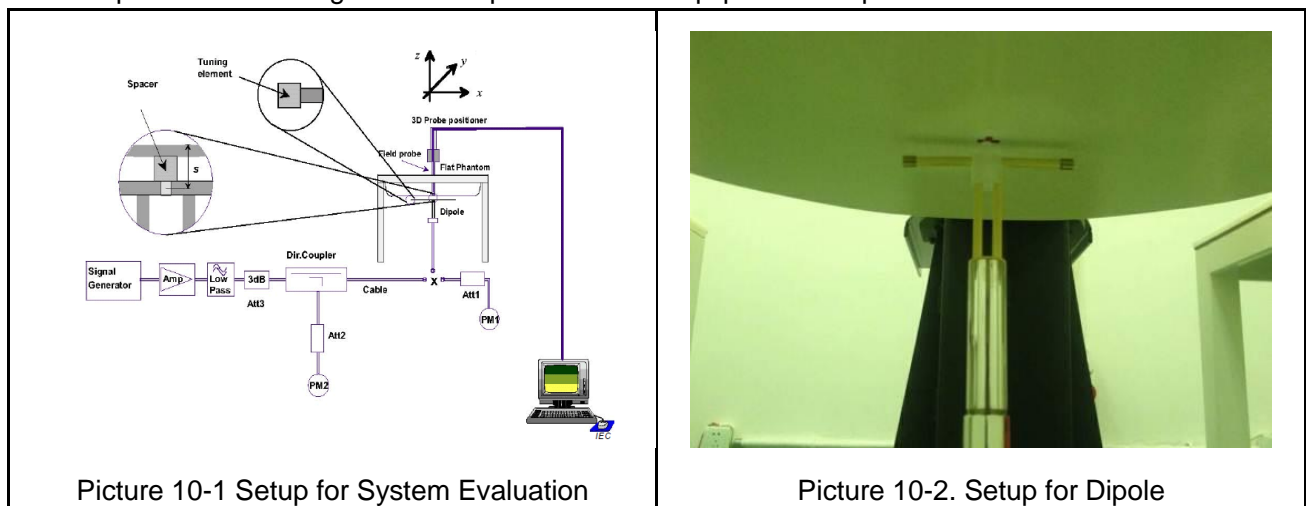 Tuning
element
Spacer
s
z
y
x
3D Probe positioner
Field probe
Flat Phantom
Dipole
Dir.Coupler
Signal
Generator
Amp
Low
Pass
3dB
Att3
Cable
x
Att1
PM1
Att2
PM2
IEC
Picture 10-1 Setup for System Evaluation
Picture 10-2. Setup for Dipole